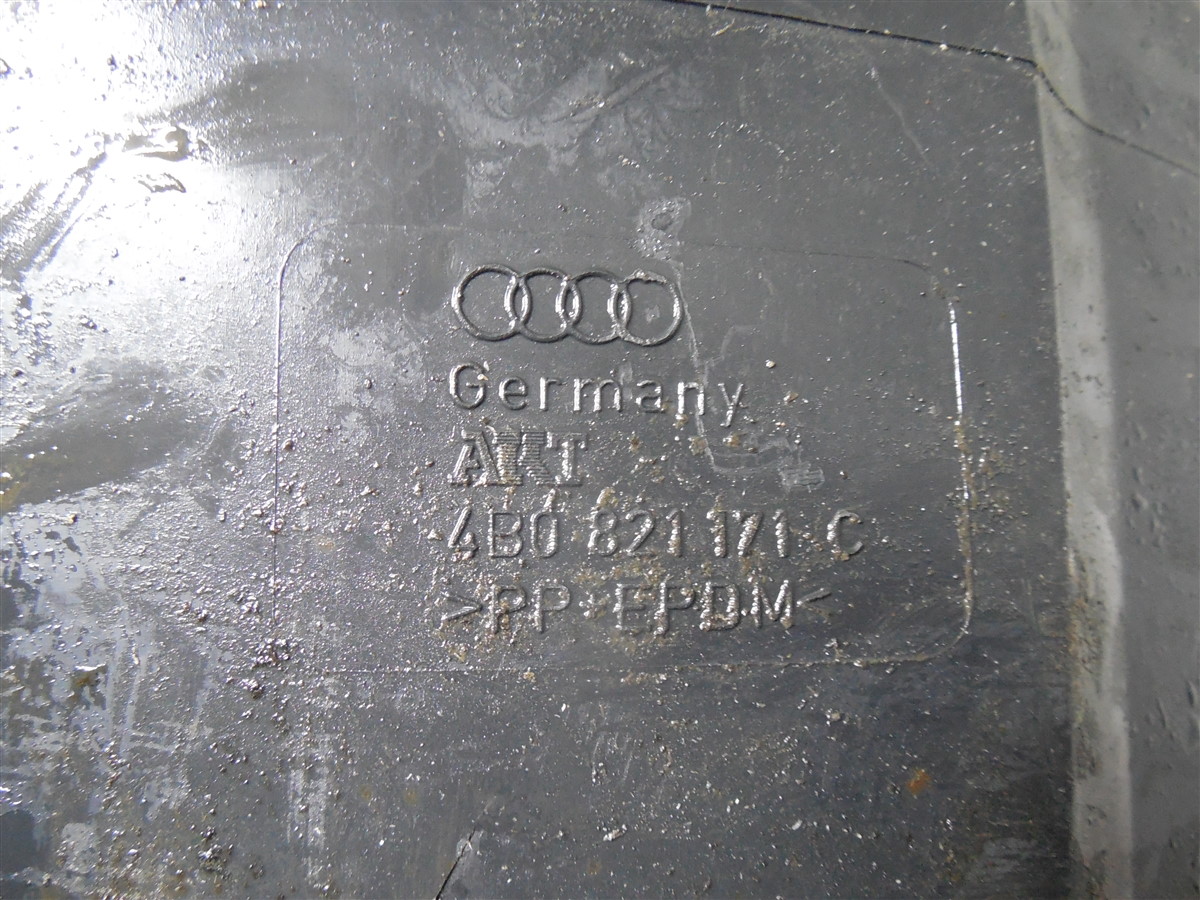 Germany
AKT
4B0 821 171 C
>PP EPDM<